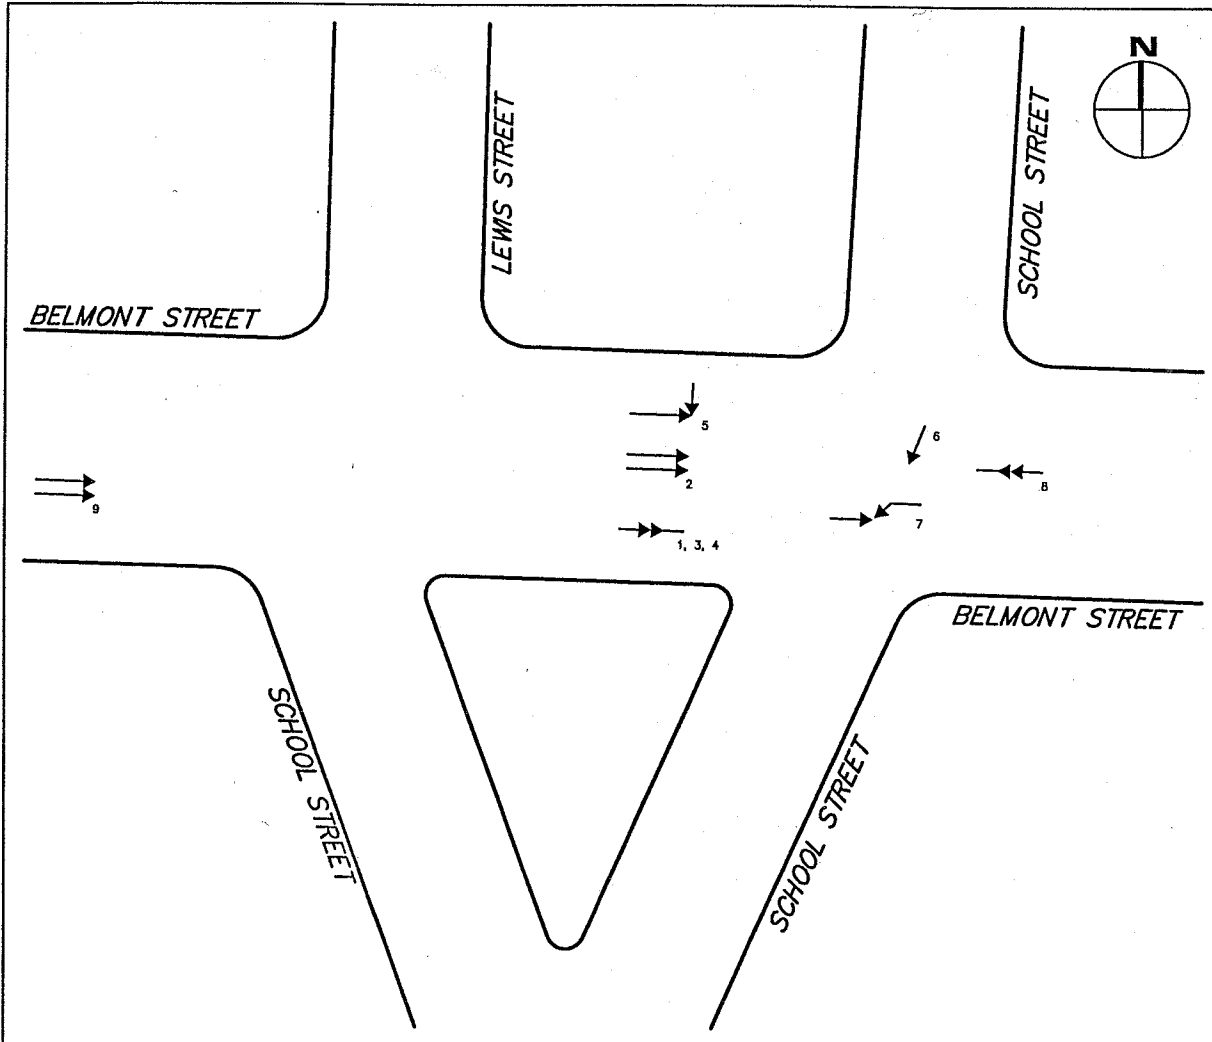 N
LEWIS STREET
SCHOOL STREET
BELMONT STREET
5
6
2
8
9
7
1, 3, 4
BELMONT STREET
SCHOOL STREET
SCHOOL STREET